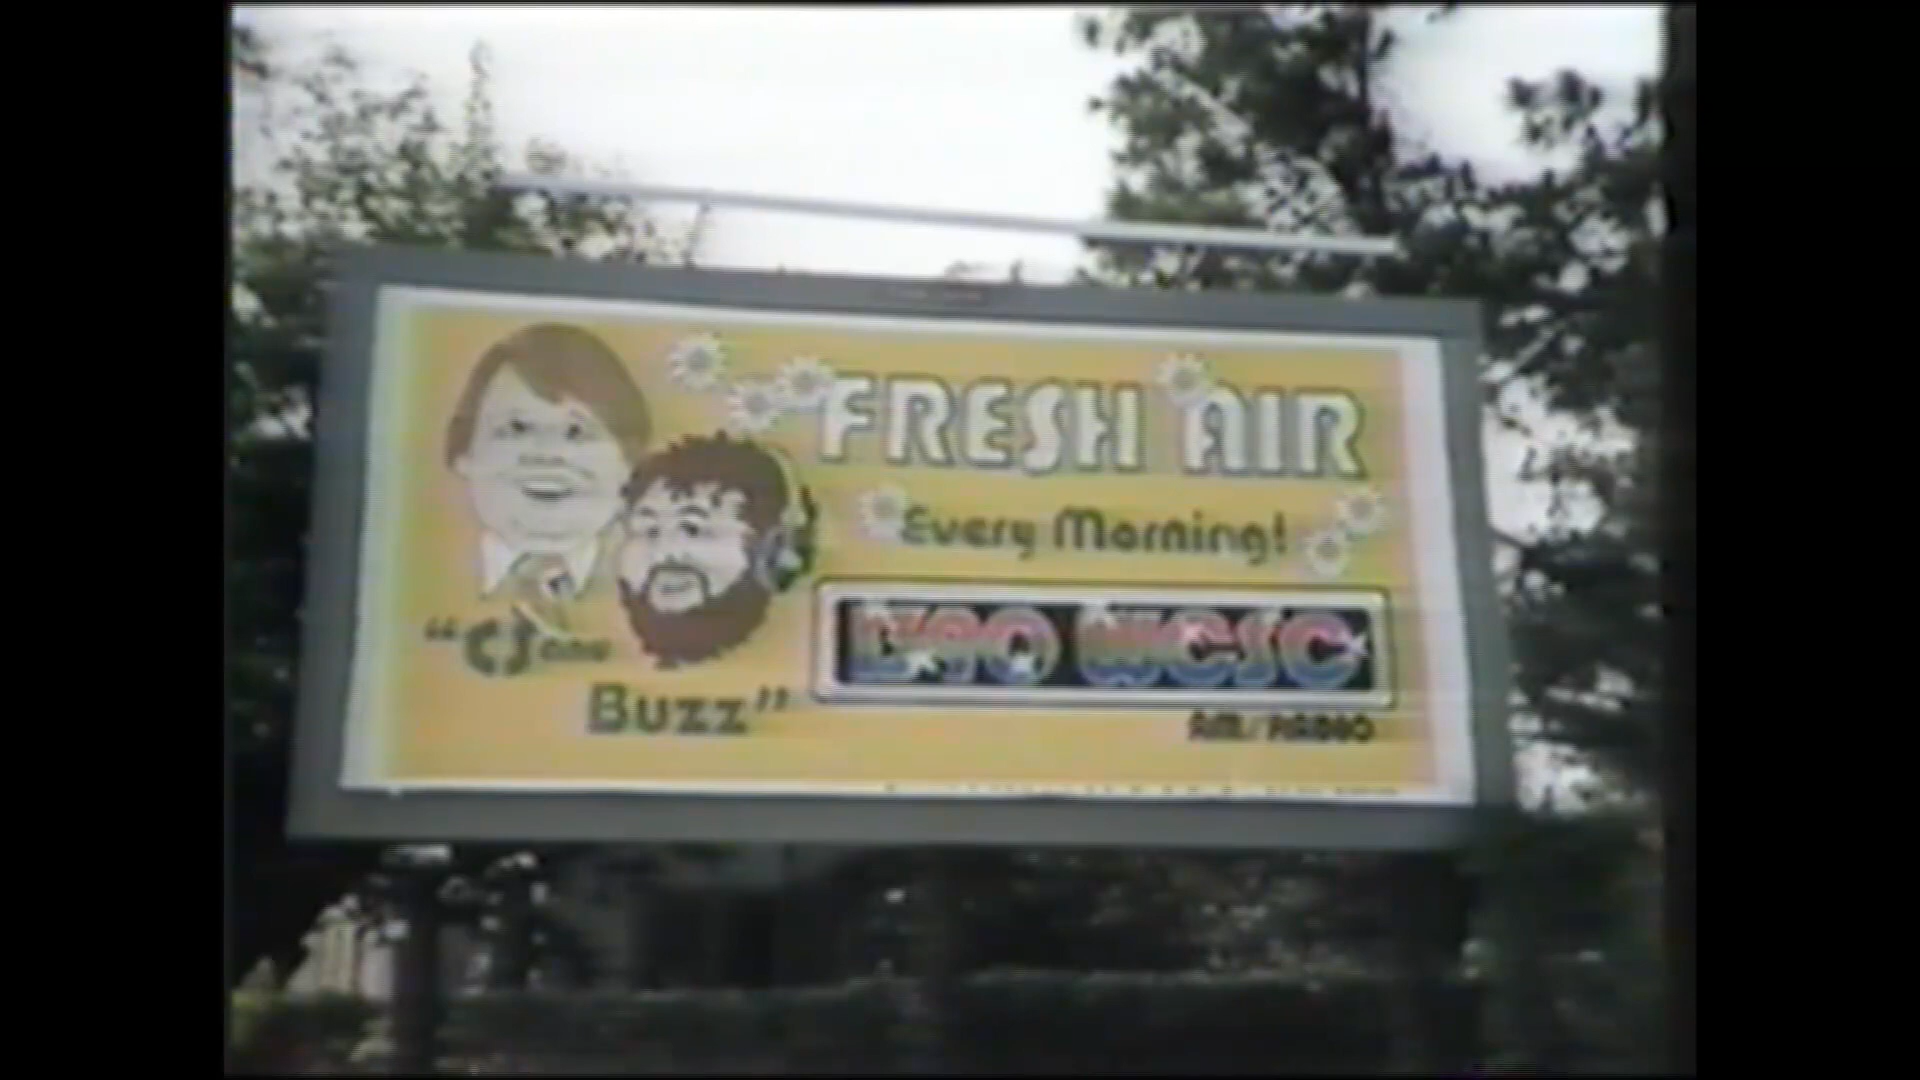 FRESH AIR
Every Morning!
"CJ and
Buzz"
1390 WCSC
AM/RADIO